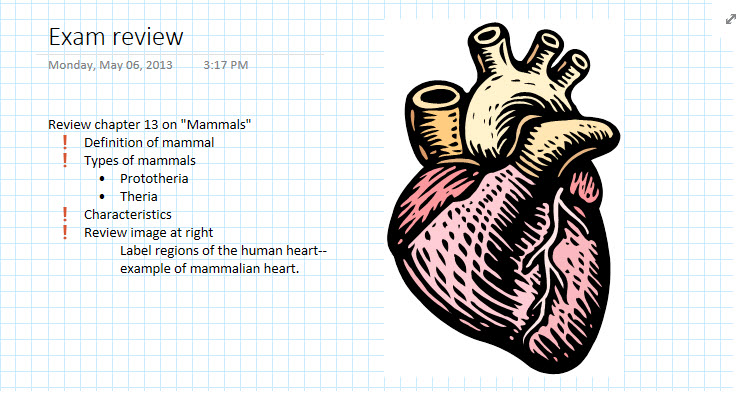 Exam review
Monday, May 06, 2013 3:17 PM
Review chapter 13 on "Mammals"
❗ Definition of mammal
❗ Types of mammals
• Prototheria
• Theria
❗ Characteristics
❗ Review image at right
Label regions of the human heart--
example of mammalian heart.